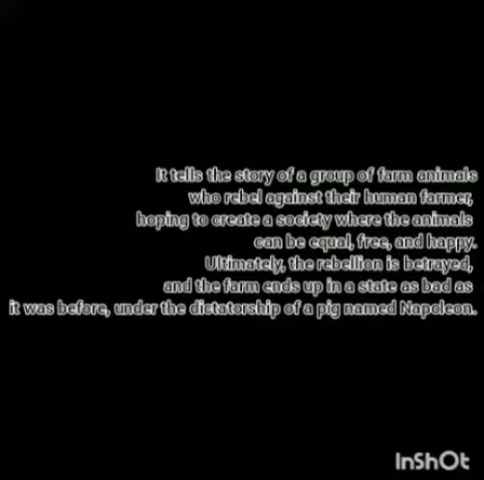 It tells the story of a group of farm animals
who rebel against their human farmer,
hoping to create a society where the animals
can be equal, free, and happy.
Ultimately, the rebellion is betrayed,
and the farm ends up in a state as bad as
it was before, under the dictatorship of a pig named Napoleon.
InShOt